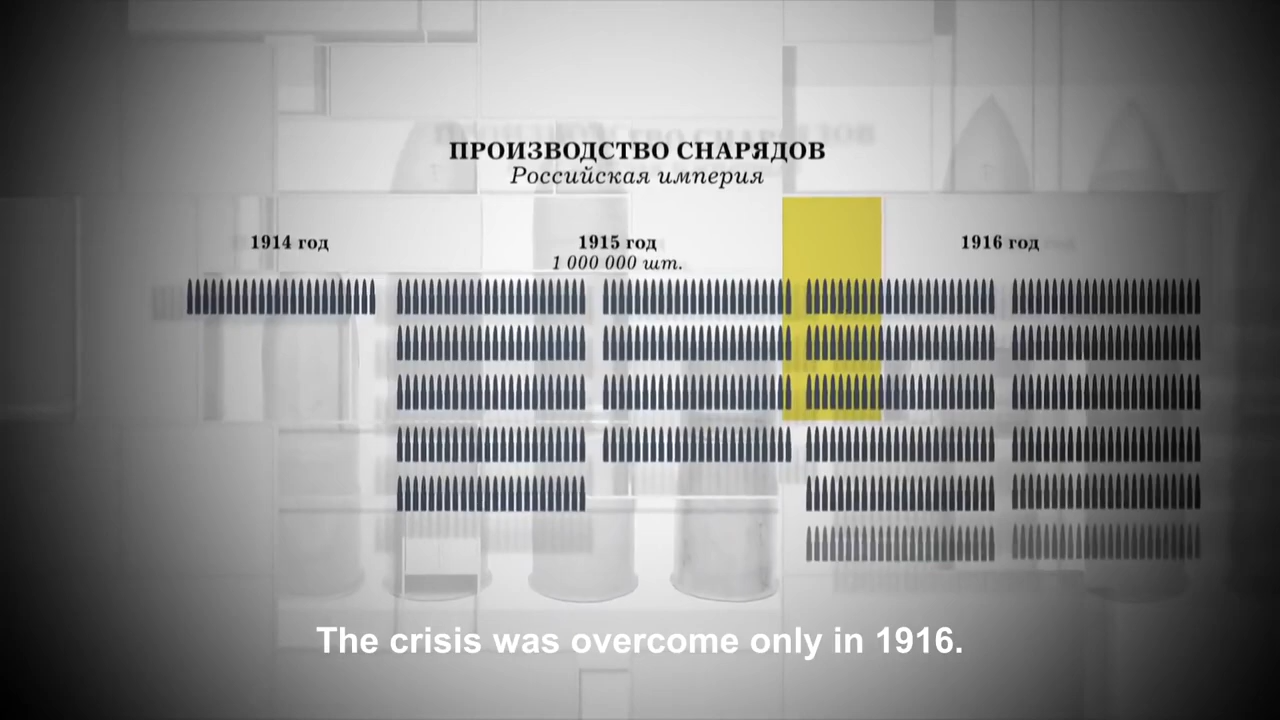 ПРОИЗВОДСТВО СНАРЯДОВ
Российская империя
1914 год
1915 год
1 000 000 шт.
1916 год
The crisis was overcome only in 1916.